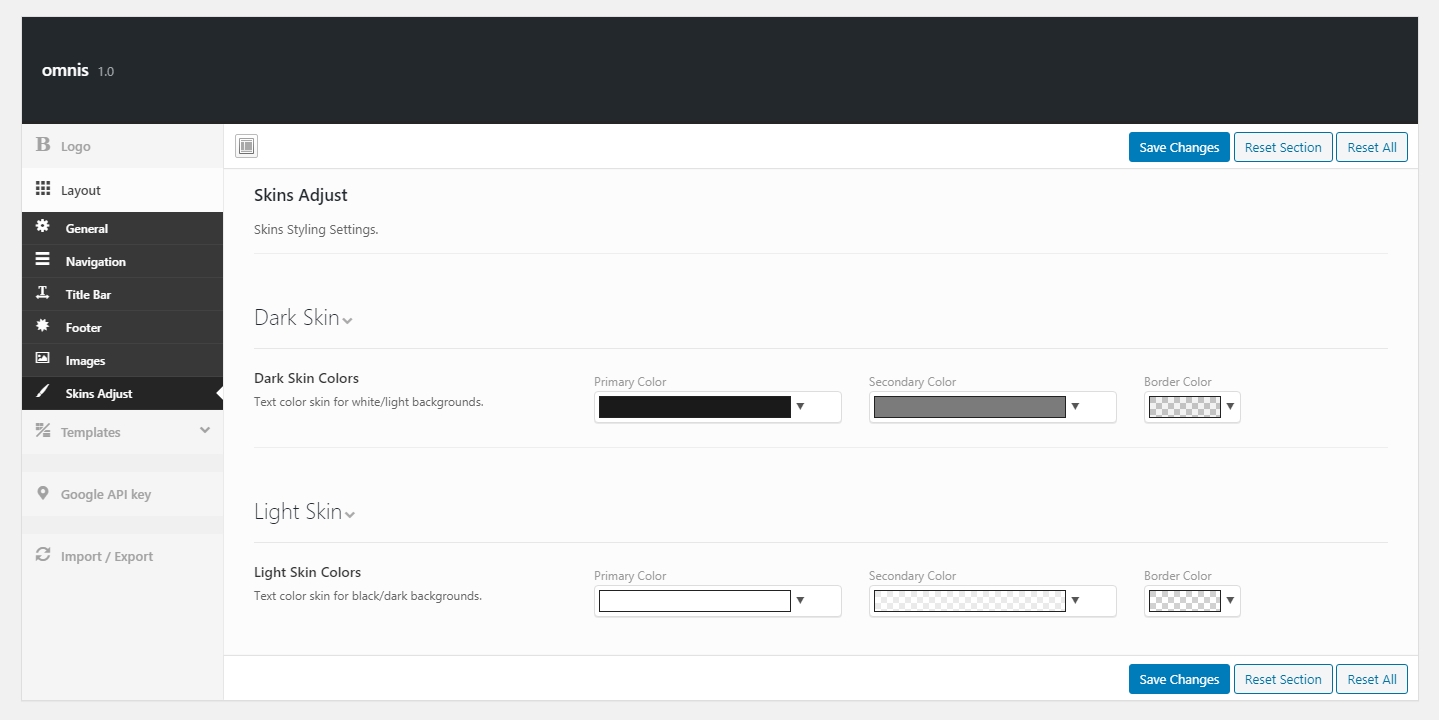 omnis 1.0
Logo
Layout
General
Navigation
Title Bar
Footer
Images
Skins Adjust
Templates
Google API key
Import / Export
Save Changes Reset Section Reset All
Skins Adjust
Skins Styling Settings.
Dark Skin
Dark Skin Colors
Text color skin for white/light backgrounds.
Primary Color Secondary Color Border Color
Light Skin
Light Skin Colors
Text color skin for black/dark backgrounds.
Primary Color Secondary Color Border Color
Save Changes Reset Section Reset All